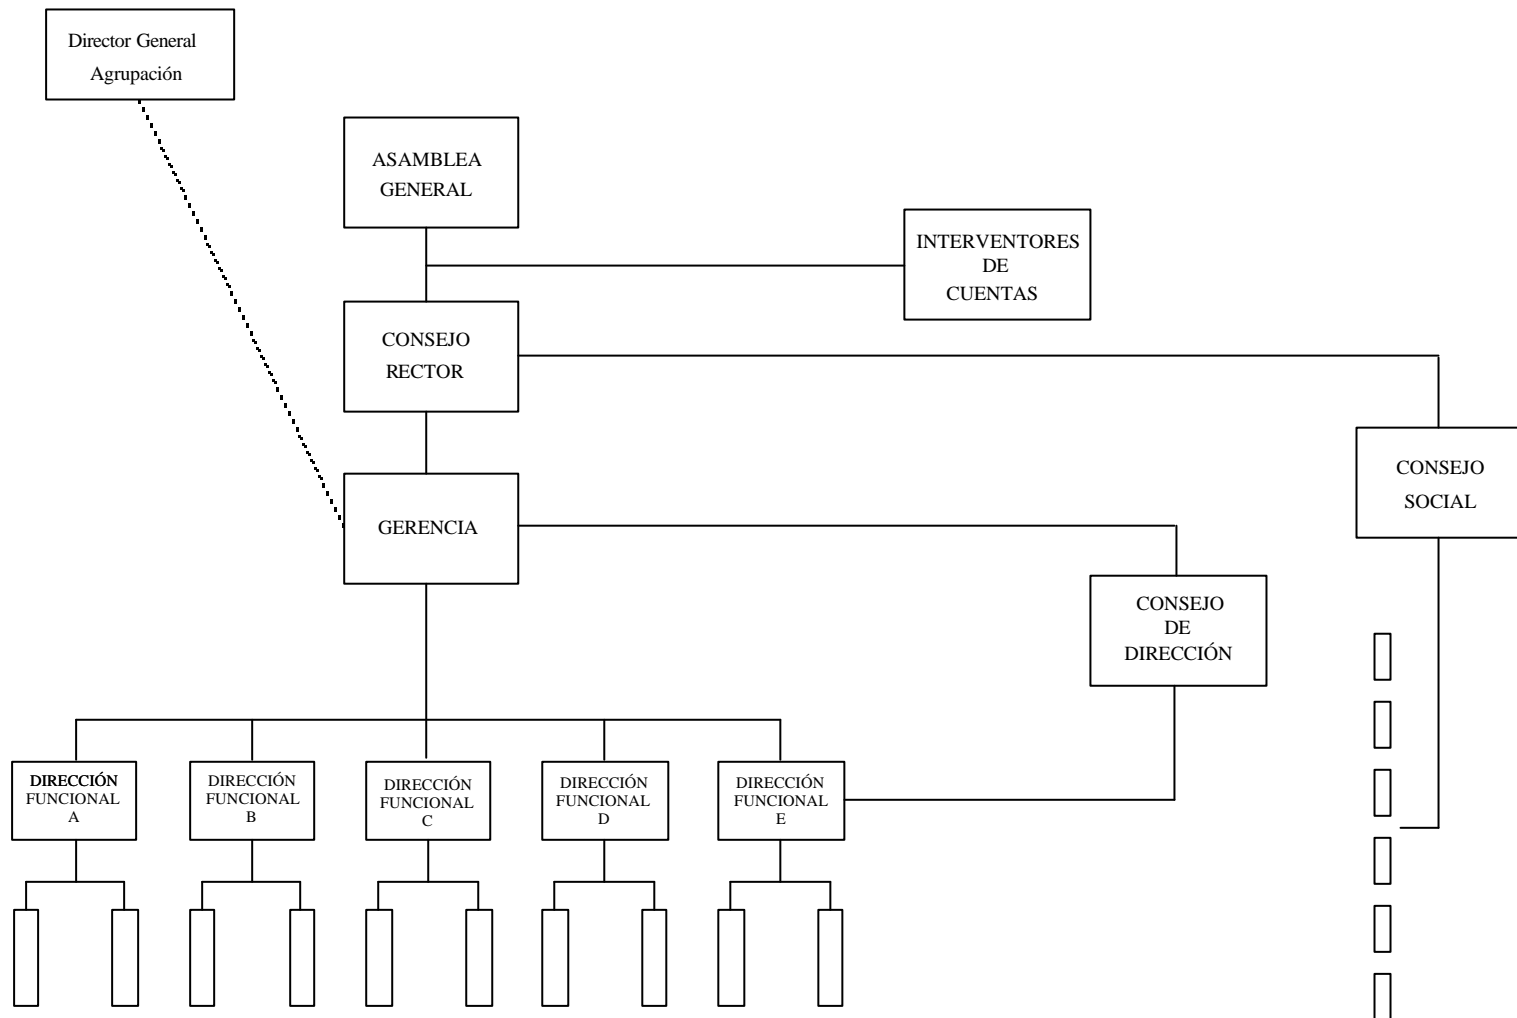 Director General
Agrupación
ASAMBLEA
GENERAL
INTERVENTORES
DE
CUENTAS
CONSEJO
RECTOR
CONSEJO
SOCIAL
GERENCIA
CONSEJO
DE
DIRECCIÓN
DIRECCIÓN
FUNCIONAL
A
DIRECCIÓN
FUNCIONAL
B
DIRECCIÓN
FUNCIONAL
C
DIRECCIÓN
FUNCIONAL
D
DIRECCIÓN
FUNCIONAL
E